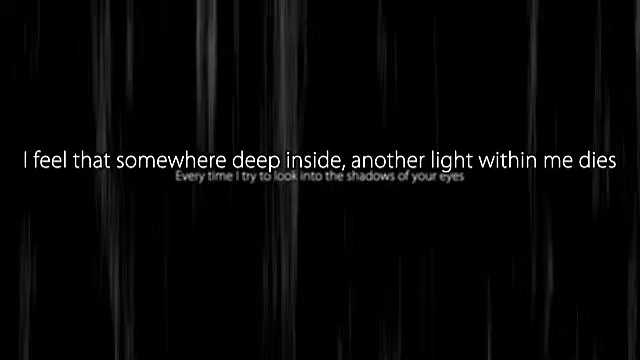 I feel that somewhere deep inside, another light within me dies
Every time I try to look into the shadows of your eyes